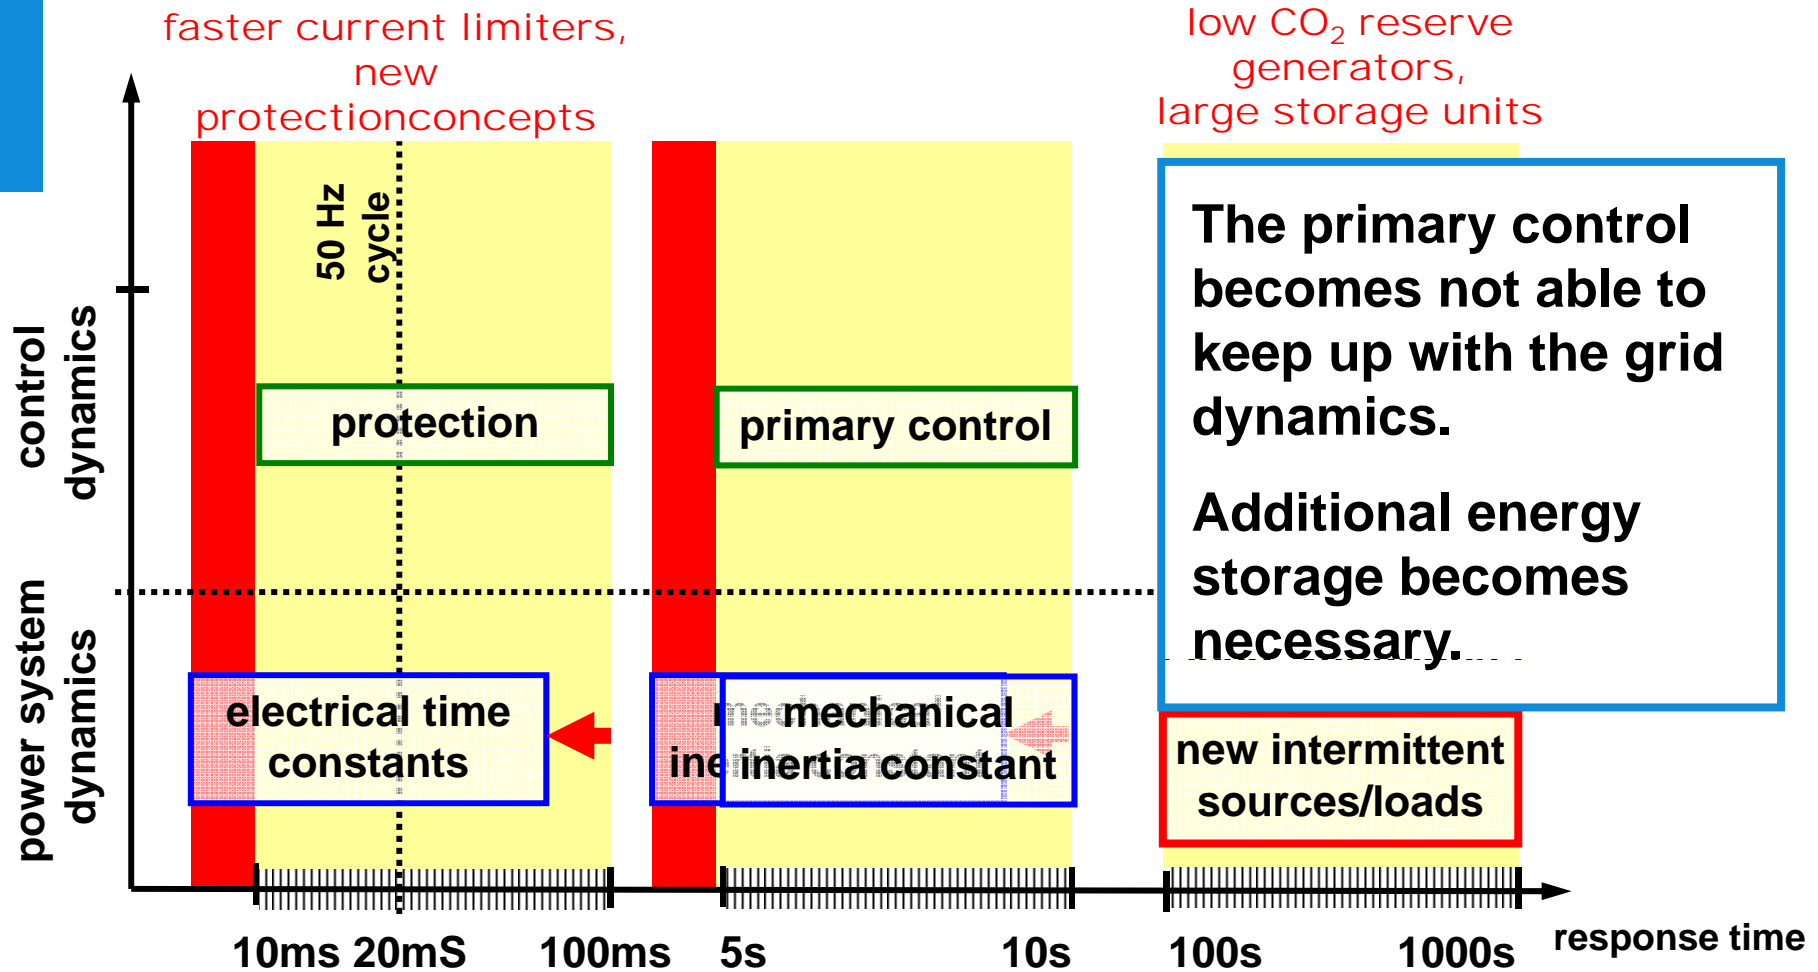 faster current limiters,
new
protectionconcepts
low CO₂ reserve
generators,
large storage units
50 Hz
cycle
control
dynamics
power system
dynamics
protection
primary control
The primary control
becomes not able to
keep up with the grid
dynamics.
Additional energy
storage becomes
necessary.
electrical time
constants
mechanical
inertia constant
new intermittent
sources/loads
10ms 20mS 100ms 5s 10s 100s 1000s
response time